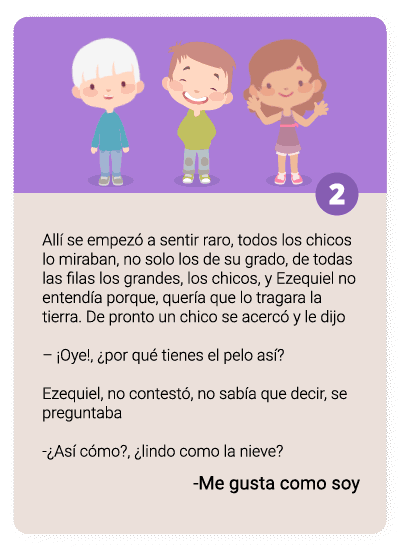 2
Allí se empezó a sentir raro, todos los chicos
lo miraban, no solo los de su grado, de todas
las filas los grandes, los chicos, y Ezequiel no
entendía porque, quería que lo tragara la
tierra. De pronto un chico se acercó y le dijo
– ¡Oye!, ¿por qué tienes el pelo así?
Ezequiel, no contestó, no sabía que decir, se
preguntaba
-¿Así cómo?, ¿lindo como la nieve?
-Me gusta como soy